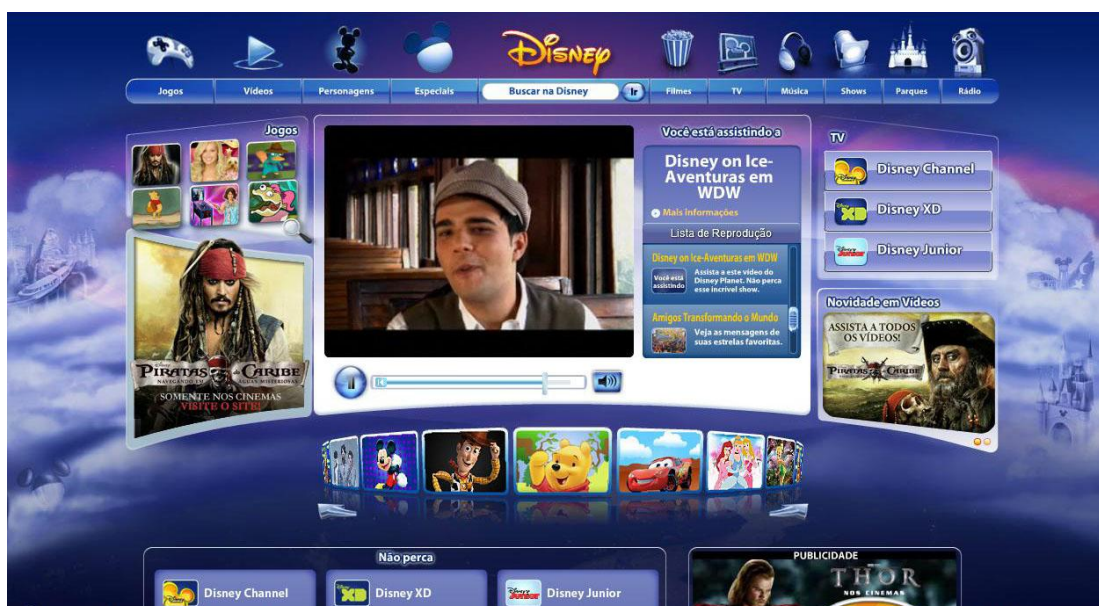 Disney
Jogos
Vídeos
Personagens
Especiais
Buscar na Disney
Ir
Filmes
TV
Música
Shows
Parques
Rádio
Jogos
Disney
PIRATAS do CARIBE
NAVEGANDO EM ÁGUAS MISTERIOSAS
SOMENTE NOS CINEMAS
VISITE O SITE!
Você está assistindo a
Disney on Ice-
Aventuras em
WDW
Mais informações
Lista de Reprodução
Disney on Ice-Aventuras em WDW
Você está
assistindo
Assista a este vídeo do
Disney Planet. Não perca
esse incrível show.
Amigos Transformando o Mundo
Veja as mensagens de
suas estrelas favoritas.
TV
Disney Channel
Disney XD
Disney Junior
Novidade em Vídeos
ASSISTA A TODOS
OS VÍDEOS!
PIRATAS do CARIBE
Não perca
Disney Channel
Disney XD
Disney Junior
PUBLICIDADE
THOR
NOS CINEMAS